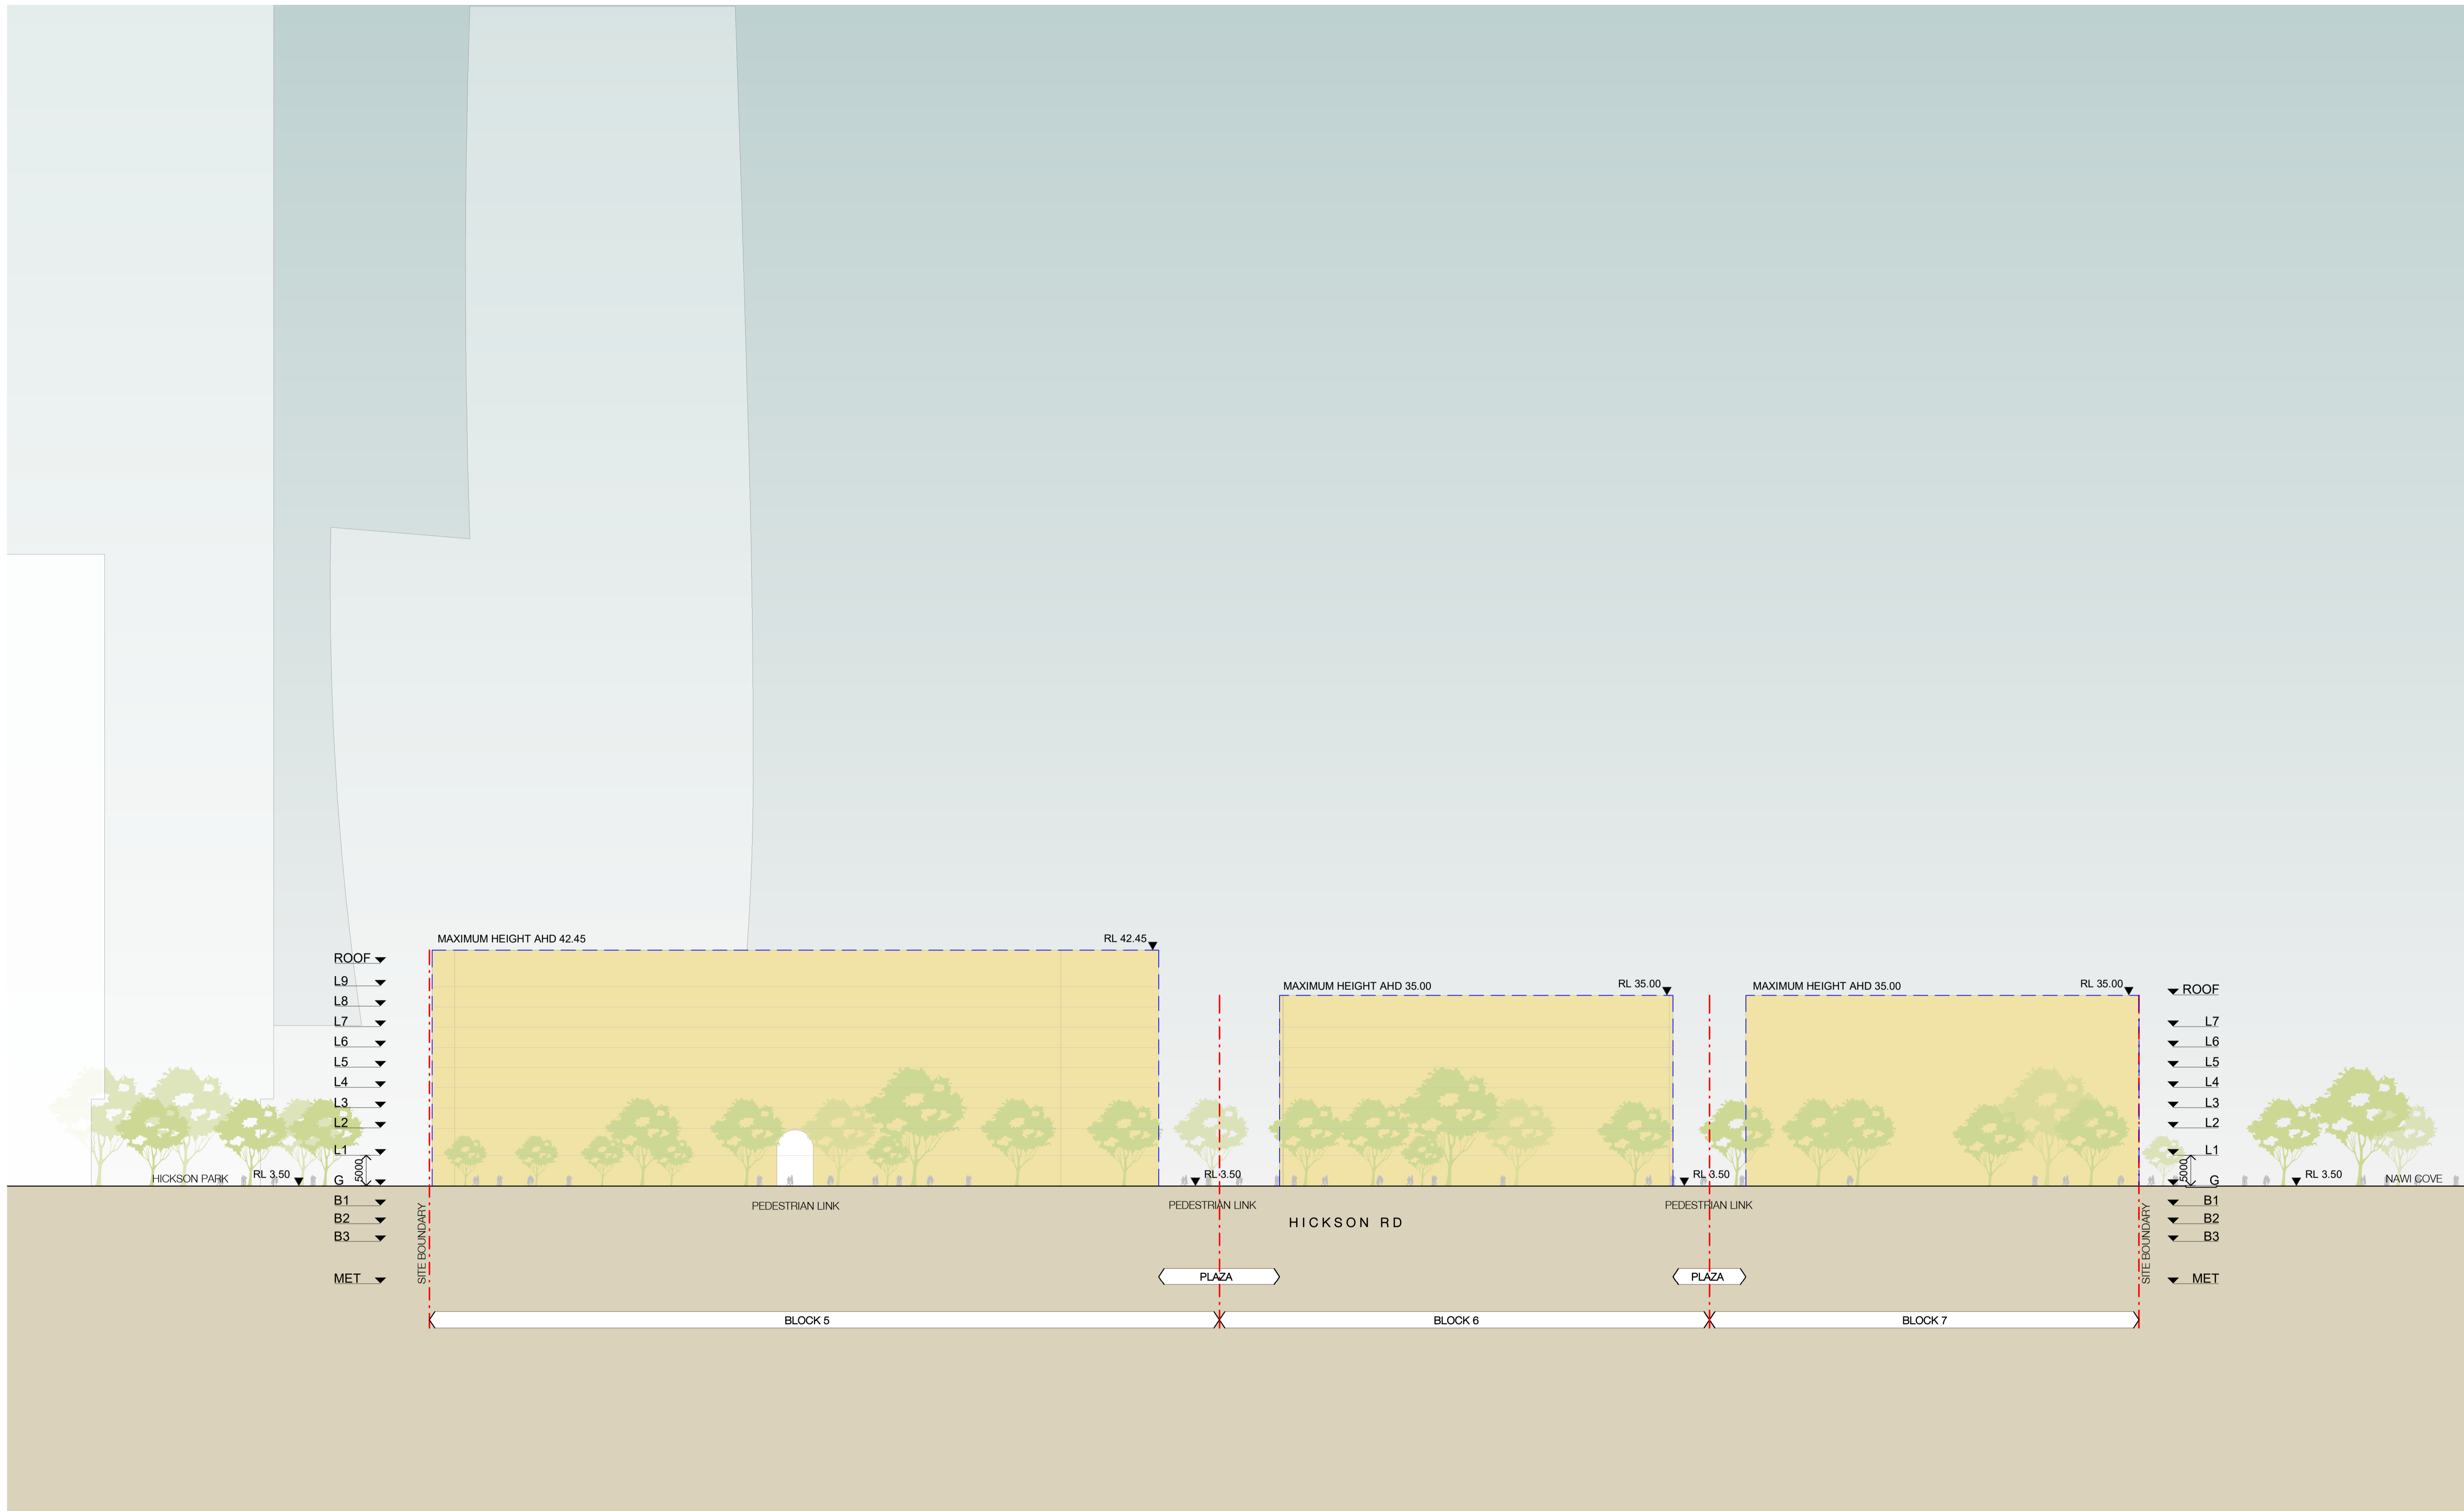 MAXIMUM HEIGHT AHD 42.45
RL 42.45
ROOF
L9
L8
L7
L6
L5
L4
L3
L2
L1
5000
G
B1
B2
B3
MET
HICKSON PARK
RL 3.50
SITE BOUNDARY
PEDESTRIAN LINK
MAXIMUM HEIGHT AHD 35.00
RL 35.00
MAXIMUM HEIGHT AHD 35.00
RL 35.00
RL 3.50
PEDESTRIAN LINK
RL 3.50
PEDESTRIAN LINK
HICKSON RD
PLAZA
PLAZA
BLOCK 5
BLOCK 6
BLOCK 7
SITE BOUNDARY
ROOF
L7
L6
L5
L4
L3
L2
L1
5000
G
B1
B2
B3
MET
RL 3.50
NAWI COVE